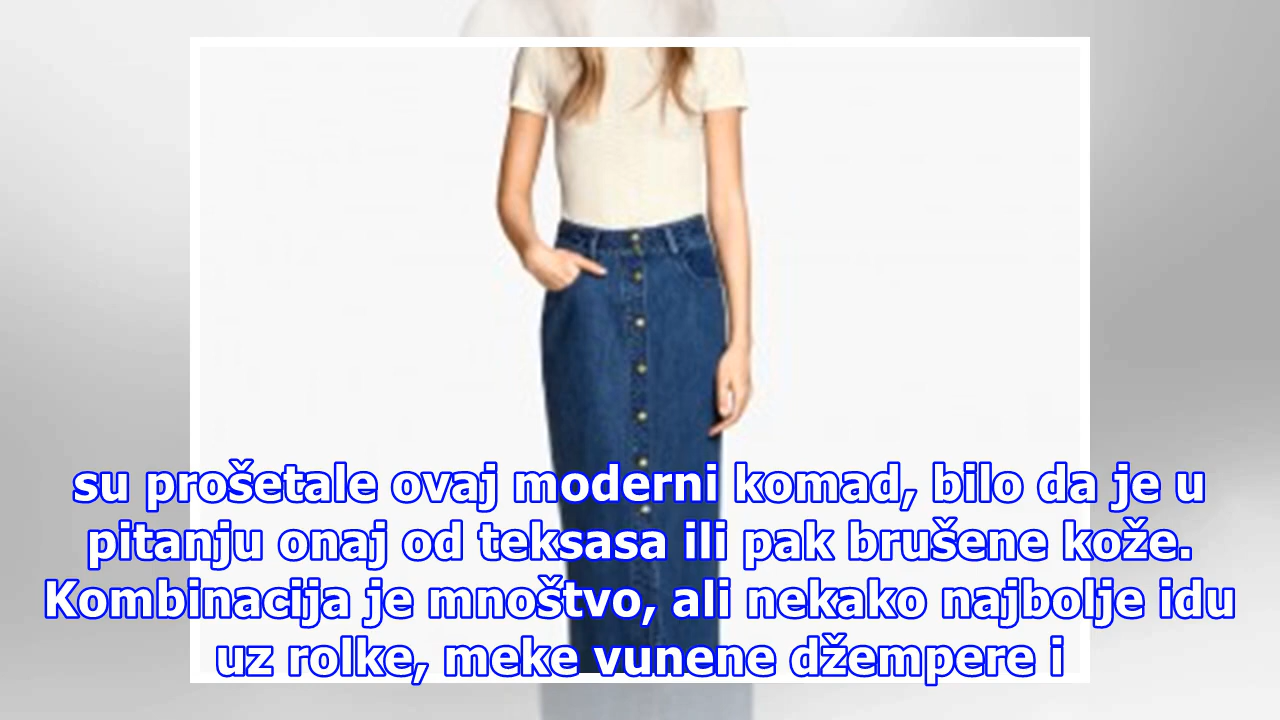 su prošetale ovaj moderni komad, bilo da je u
pitanju onaj od teksasa ili pak brušene kože.
Kombinacija je mnoštvo, ali nekako najbolje idu
uz rolke, meke vunene džempere i